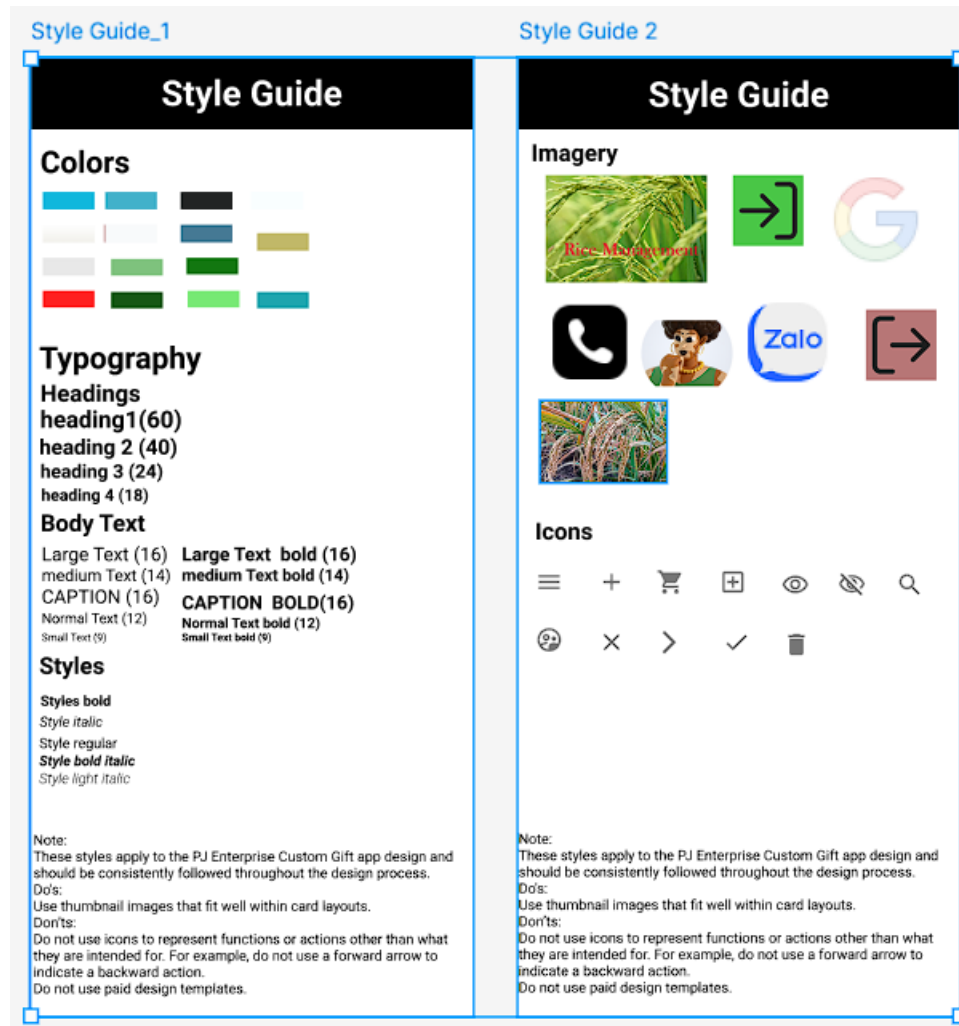 Style Guide_1
Style Guide
Colors
Typography
Headings
heading1(60)
heading 2 (40)
heading 3 (24)
heading 4 (18)
Body Text
Large Text (16) Large Text bold (16)
medium Text (14) medium Text bold (14)
CAPTION (16) CAPTION BOLD(16)
Normal Text (12) Normal Text bold (12)
Small Text (9) Small Text bold (9)
Styles
Styles bold
Style italic
Style regular
Style bold italic
Style light italic
Note:
These styles apply to the PJ Enterprise Custom Gift app design and
should be consistently followed throughout the design process.
Do's:
Use thumbnail images that fit well within card layouts.
Don'ts:
Do not use icons to represent functions or actions other than what
they are intended for. For example, do not use a forward arrow to
indicate a backward action.
Do not use paid design templates.
Style Guide 2
Style Guide
Imagery
Rice Management
G
Zalo
Icons
Note:
These styles apply to the PJ Enterprise Custom Gift app design and
should be consistently followed throughout the design process.
Do's:
Use thumbnail images that fit well within card layouts.
Don'ts:
Do not use icons to represent functions or actions other than what
they are intended for. For example, do not use a forward arrow to
indicate a backward action.
Do not use paid design templates.